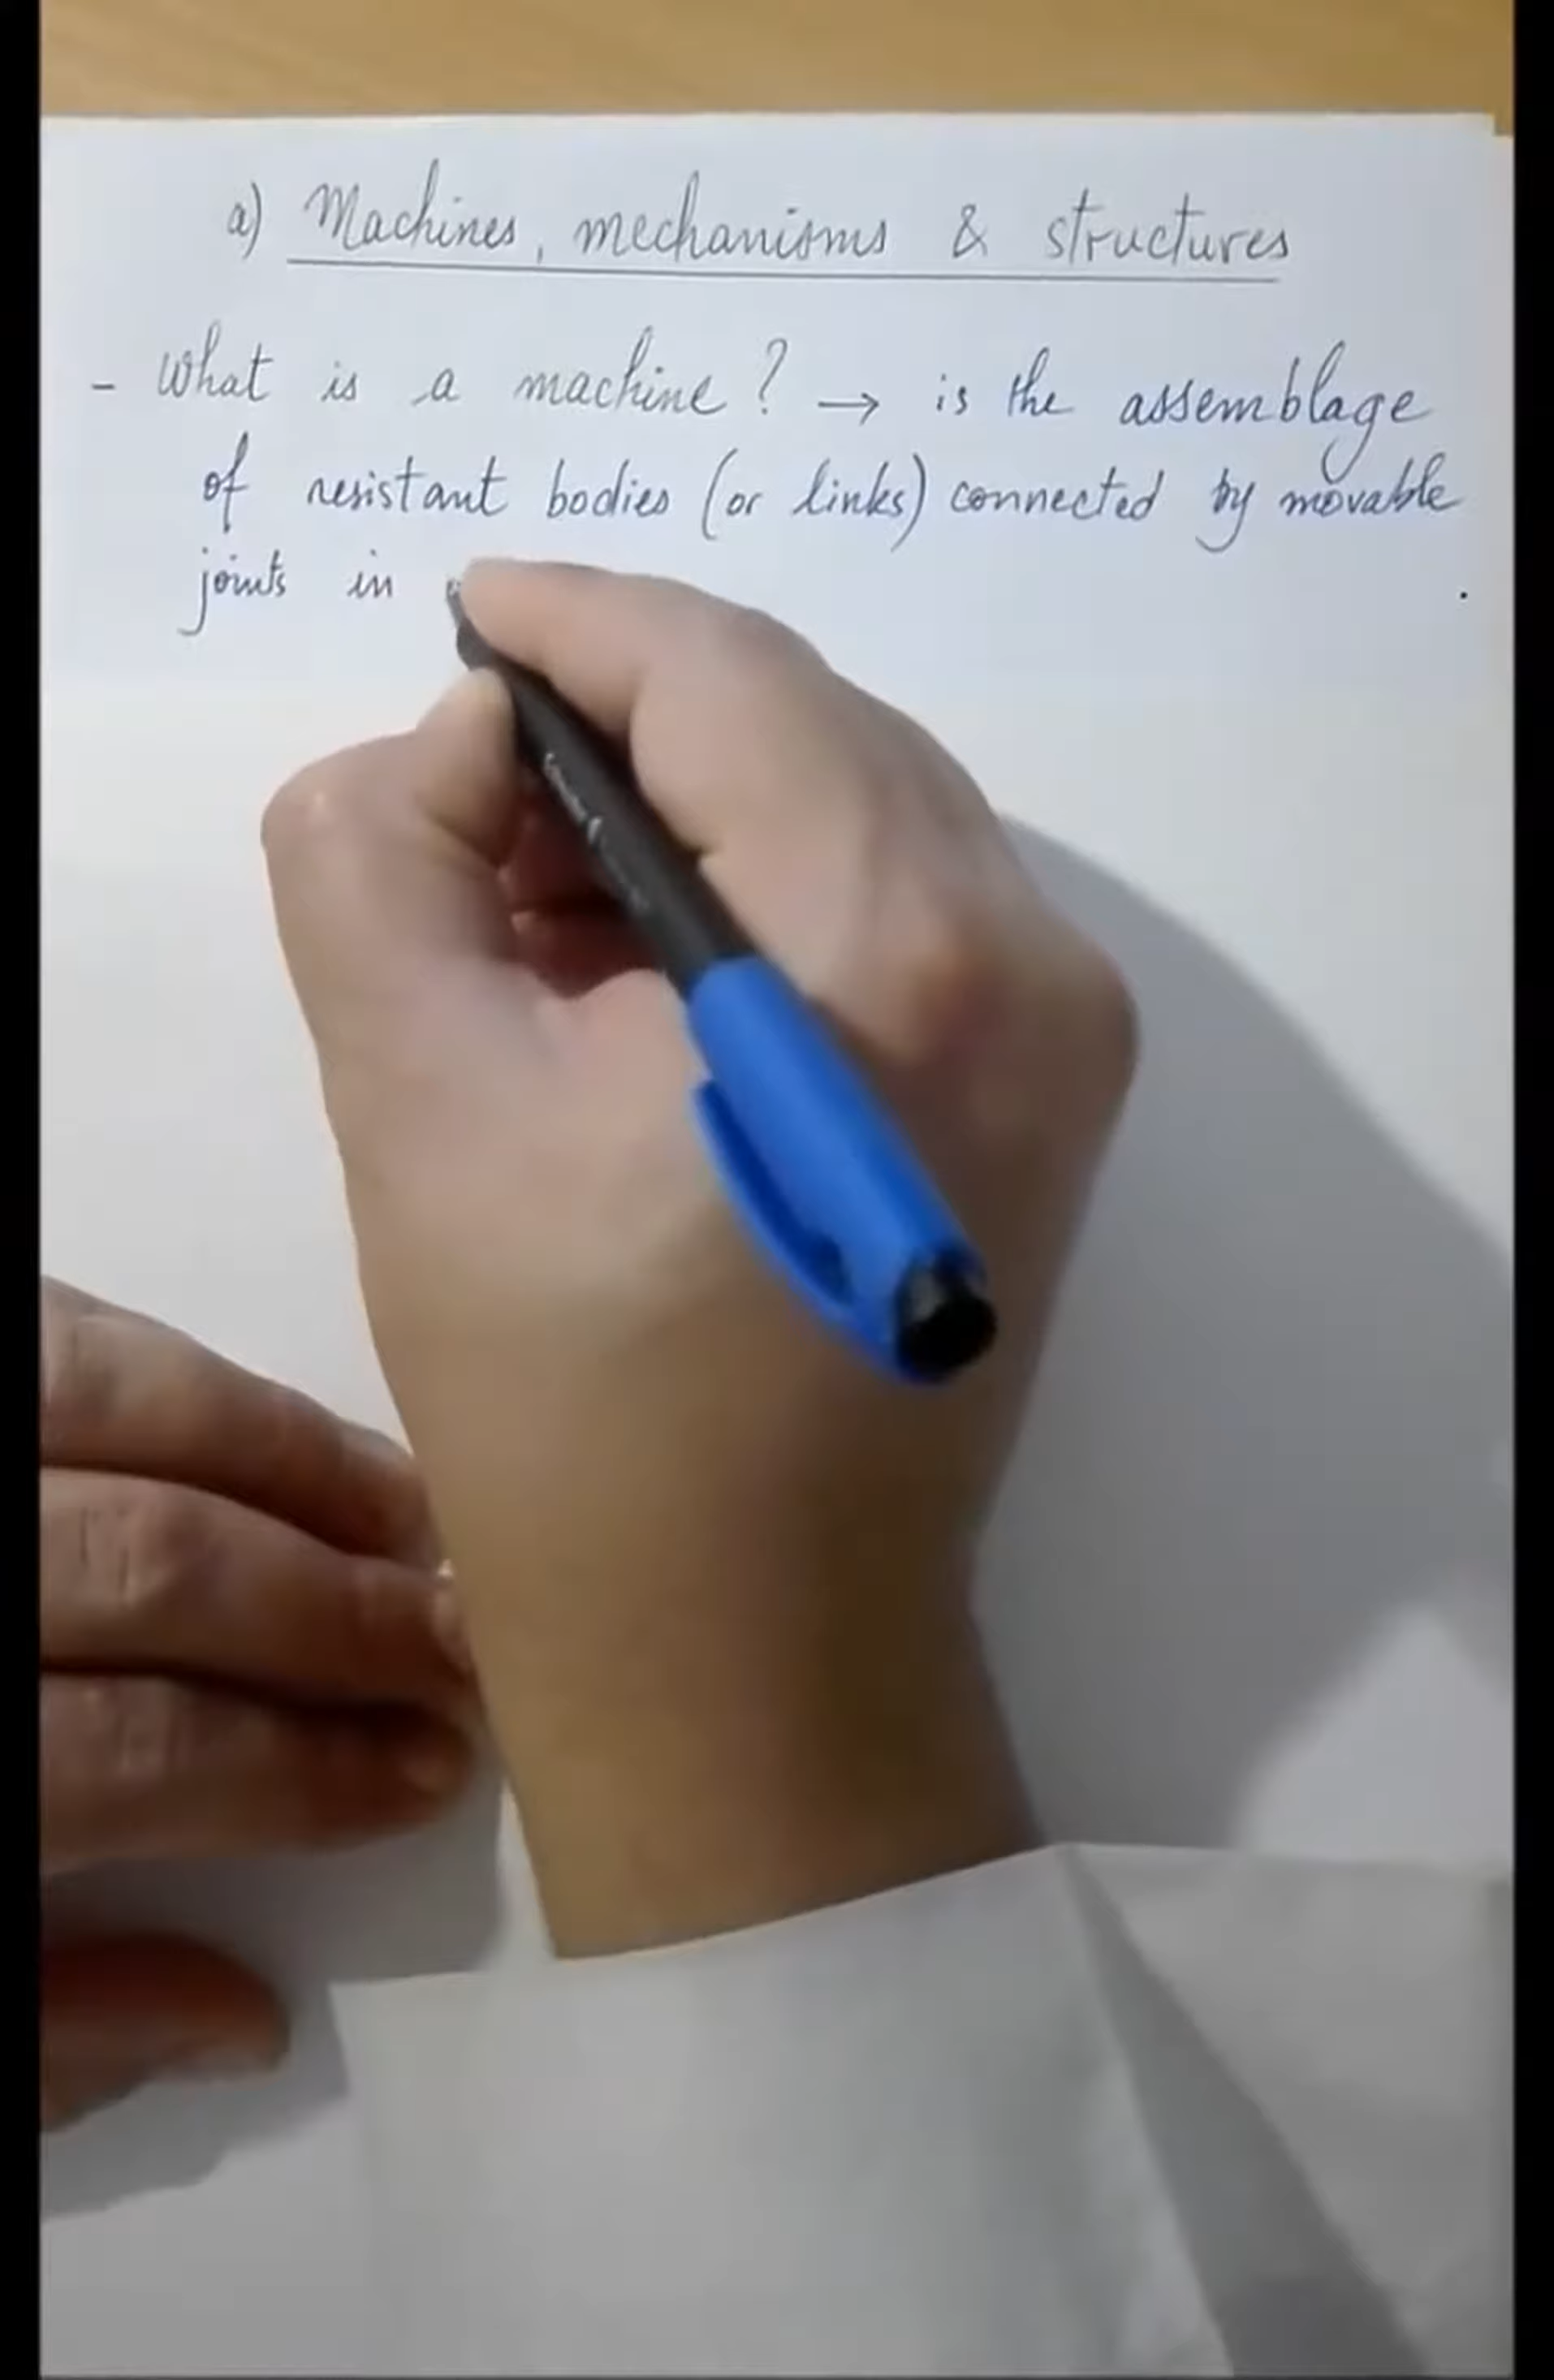 a) Machines, mechanisms & structures
- What is a machine? → is the assemblage
of resistant bodies (or links) connected by movable
joints in